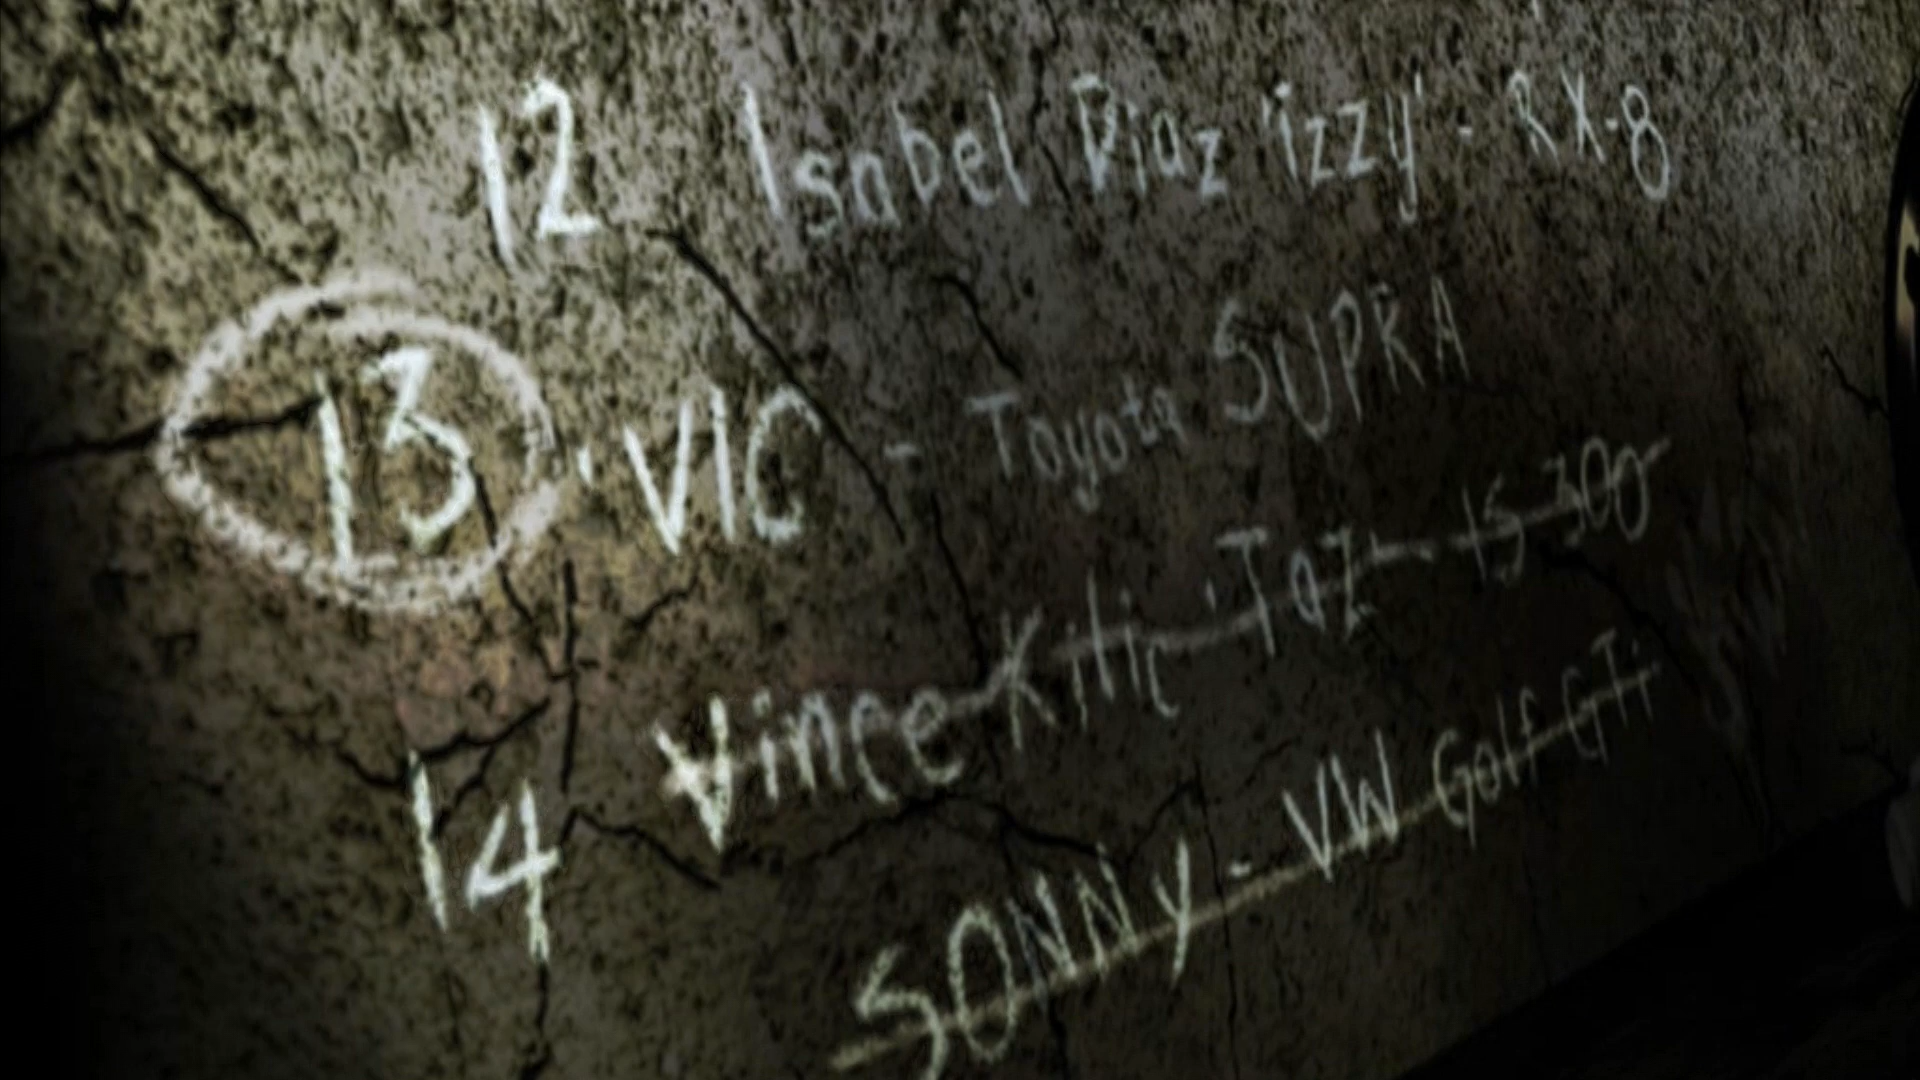 12 Isabel Diaz 'izzy' - RX-8
13 'VIC - Toyota SUPRA
14 Vince Kilic 'Taz' - IS 300
SONNY - VW Golf GTi